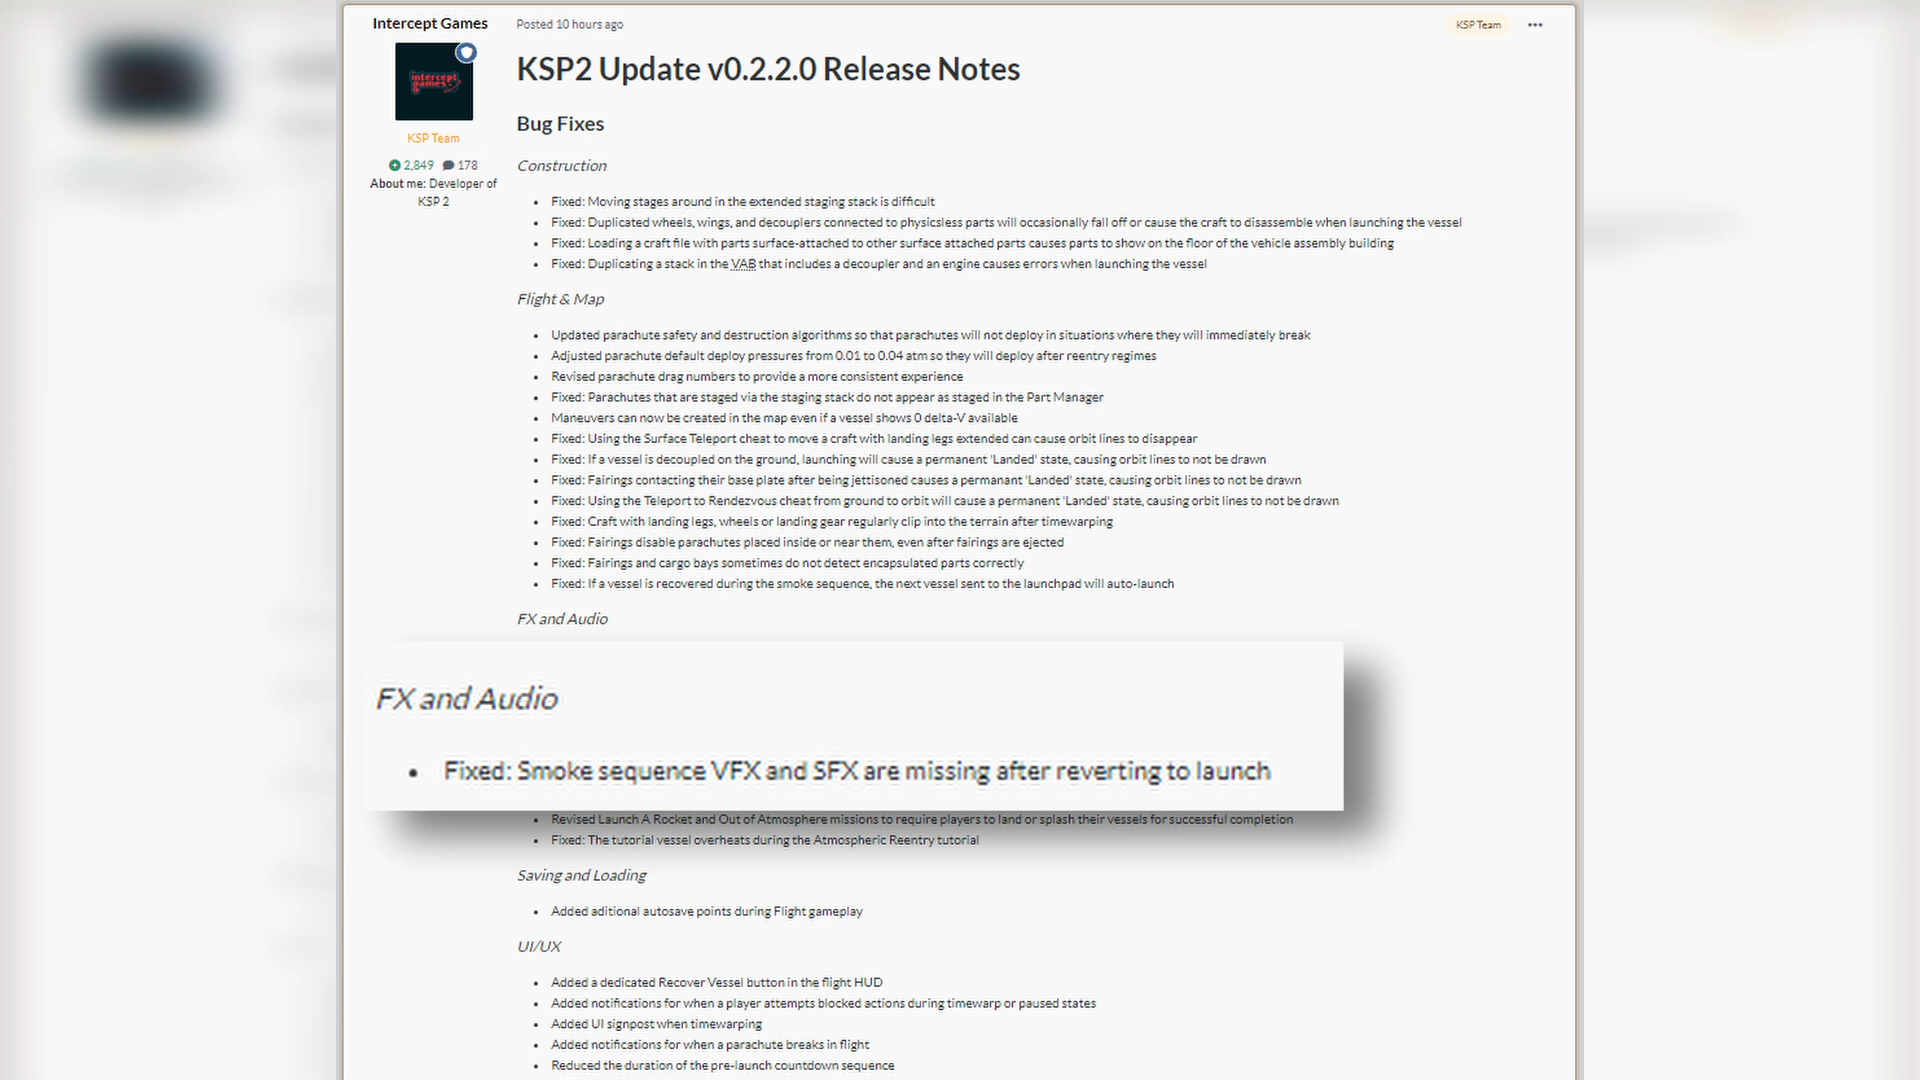 Intercept Games
Posted 10 hours ago
KSP Team
intercept
games
KSP Team
2,849 178
About me: Developer of
KSP 2
KSP2 Update v0.2.2.0 Release Notes
Bug Fixes
Construction
Fixed: Moving stages around in the extended staging stack is difficult
Fixed: Duplicated wheels, wings, and decouplers connected to physicsless parts will occasionally fall off or cause the craft to disassemble when launching the vessel
Fixed: Loading a craft file with parts surface-attached to other surface attached parts causes parts to show on the floor of the vehicle assembly building
Fixed: Duplicating a stack in the VAB that includes a decoupler and an engine causes errors when launching the vessel
Flight & Map
Updated parachute safety and destruction algorithms so that parachutes will not deploy in situations where they will immediately break
Adjusted parachute default deploy pressures from 0.01 to 0.04 atm so they will deploy after reentry regimes
Revised parachute drag numbers to provide a more consistent experience
Fixed: Parachutes that are staged via the staging stack do not appear as staged in the Part Manager
Maneuvers can now be created in the map even if a vessel shows 0 delta-V available
Fixed: Using the Surface Teleport cheat to move a craft with landing legs extended can cause orbit lines to disappear
Fixed: If a vessel is decoupled on the ground, launching will cause a permanent 'Landed' state, causing orbit lines to not be drawn
Fixed: Fairings contacting their base plate after being jettisoned causes a permanant 'Landed' state, causing orbit lines to not be drawn
Fixed: Using the Teleport to Rendezvous cheat from ground to orbit will cause a permanent 'Landed' state, causing orbit lines to not be drawn
Fixed: Craft with landing legs, wheels or landing gear regularly clip into the terrain after timewarping
Fixed: Fairings disable parachutes placed inside or near them, even after fairings are ejected
Fixed: Fairings and cargo bays sometimes do not detect encapsulated parts correctly
Fixed: If a vessel is recovered during the smoke sequence, the next vessel sent to the launchpad will auto-launch
FX and Audio
FX and Audio
Fixed: Smoke sequence VFX and SFX are missing after reverting to launch
Revised Launch A Rocket and Out of Atmosphere missions to require players to land or splash their vessels for successful completion
Fixed: The tutorial vessel overheats during the Atmospheric Reentry tutorial
Saving and Loading
Added aditional autosave points during Flight gameplay
UI/UX
Added a dedicated Recover Vessel button in the flight HUD
Added notifications for when a player attempts blocked actions during timewarp or paused states
Added UI signpost when timewarping
Added notifications for when a parachute breaks in flight
Reduced the duration of the pre-launch countdown sequence